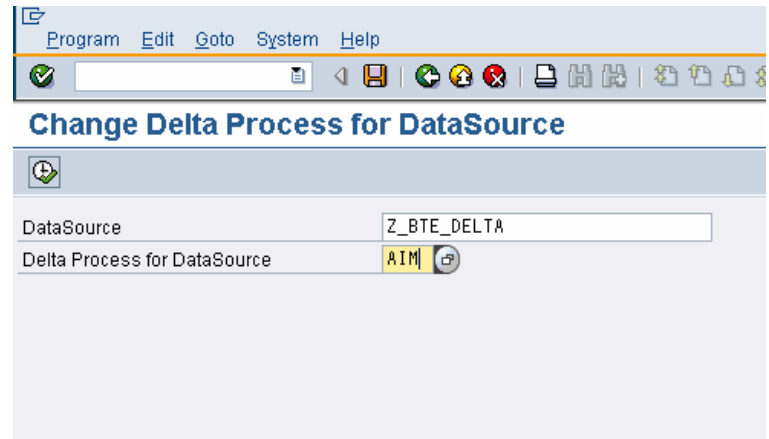 Program Edit Goto System Help
Change Delta Process for DataSource
DataSource Z_BTE_DELTA
Delta Process for DataSource AIM